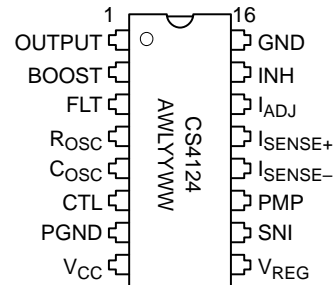 1 16
OUTPUT GND
BOOST INH
FLT IADJ
ROSC ISENSE+
COSC ISENSE−
CTL PMP
PGND SNI
VCC VREG
CS4124
AWLYYWW